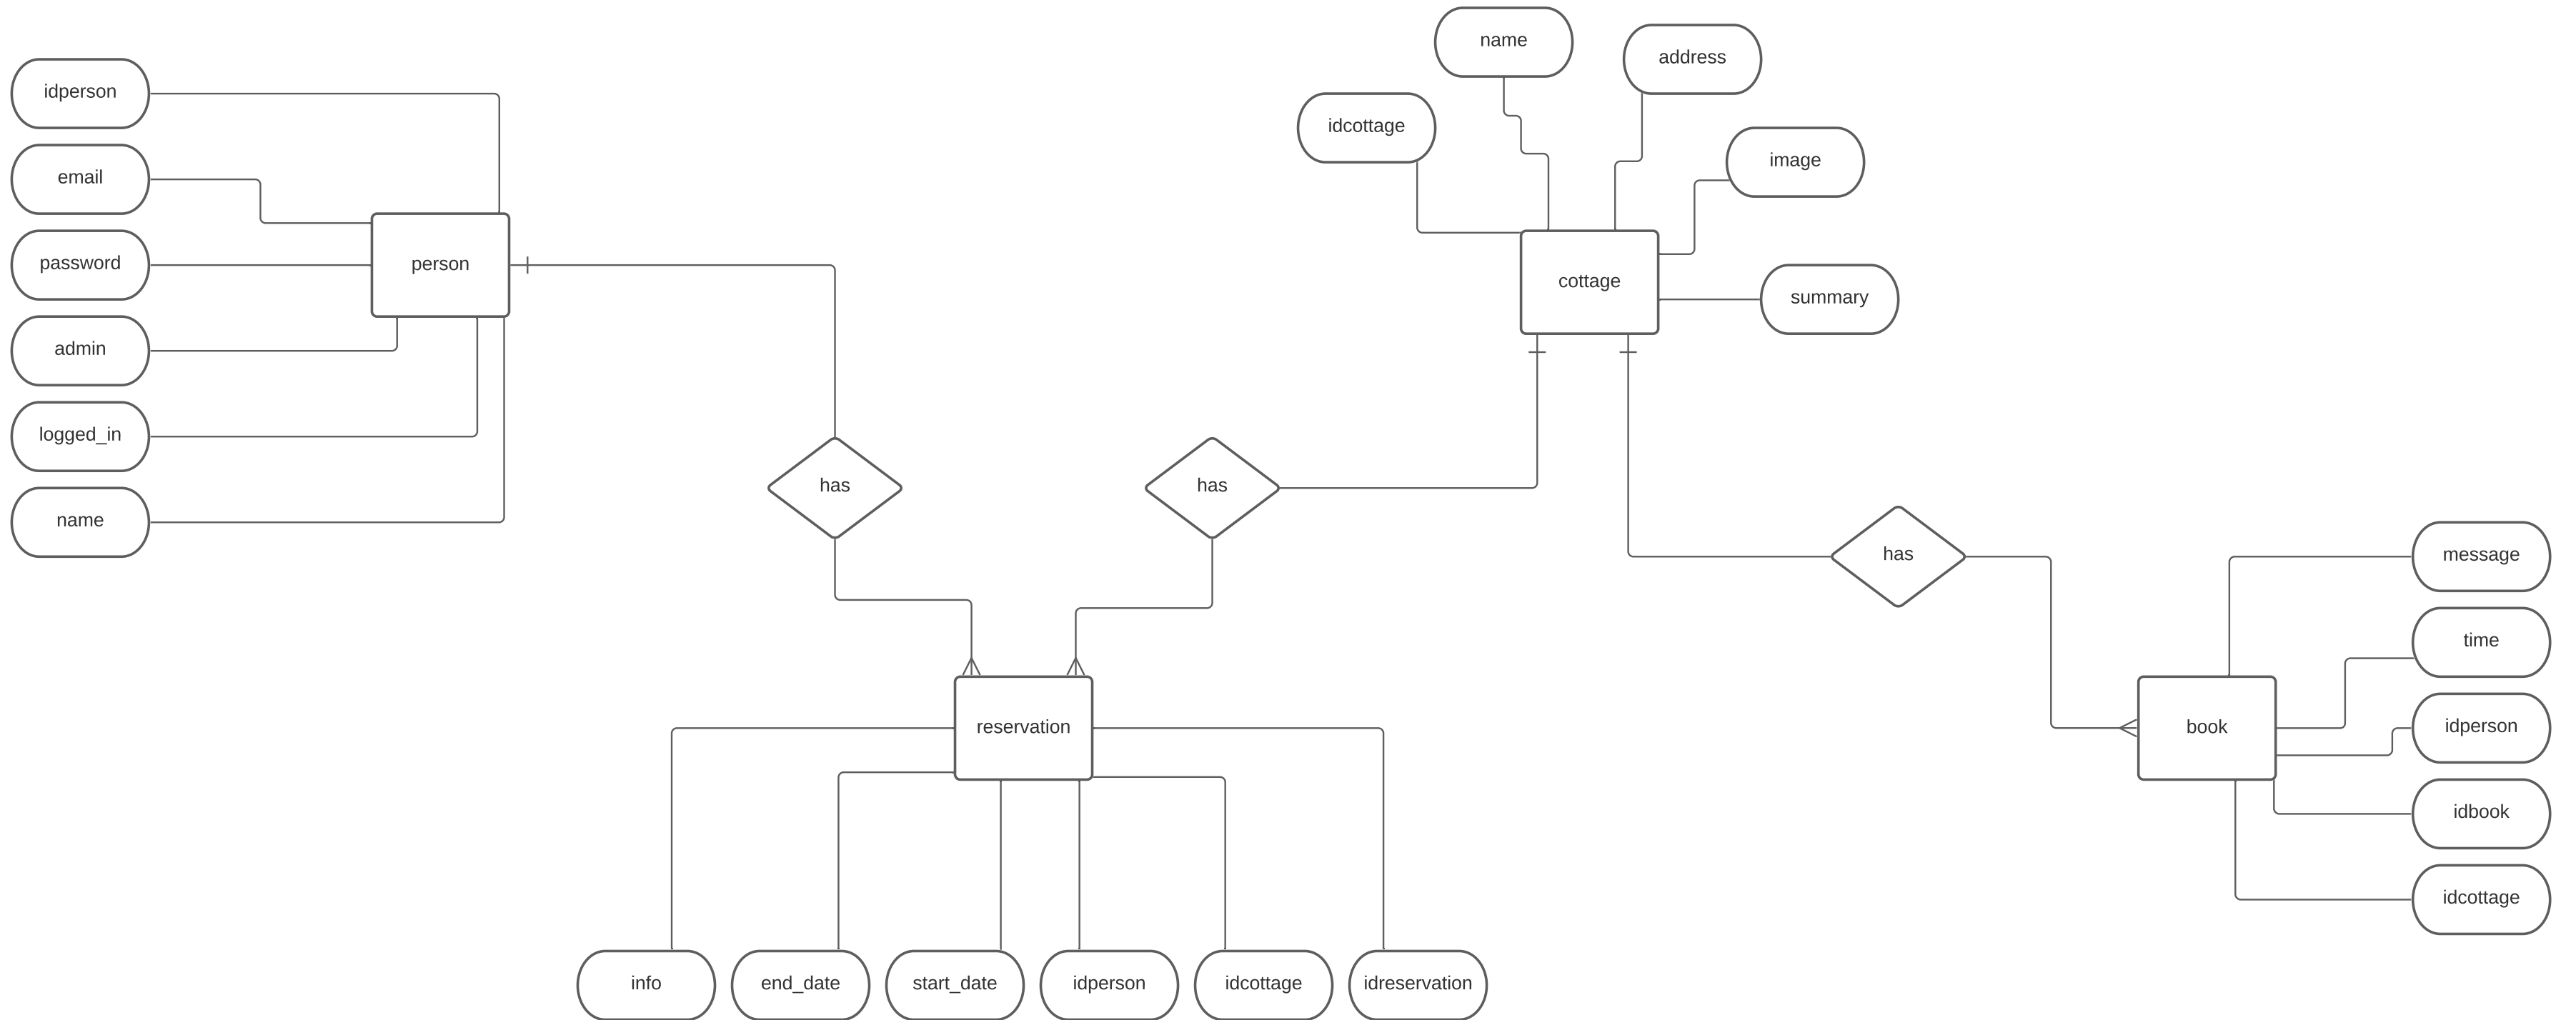 name
address
idperson
idcottage
image
email
password
person
cottage
summary
admin
logged_in
has
has
name
has
message
time
reservation
book
idperson
idbook
idcottage
info
end_date
start_date
idperson
idcottage
idreservation